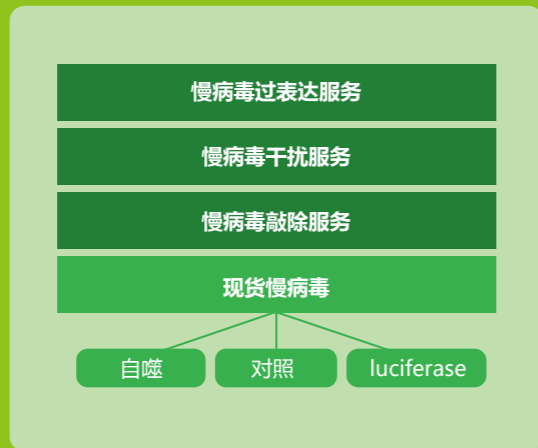 慢病毒过表达服务
慢病毒干扰服务
慢病毒敲除服务
现货慢病毒
自噬
对照
luciferase